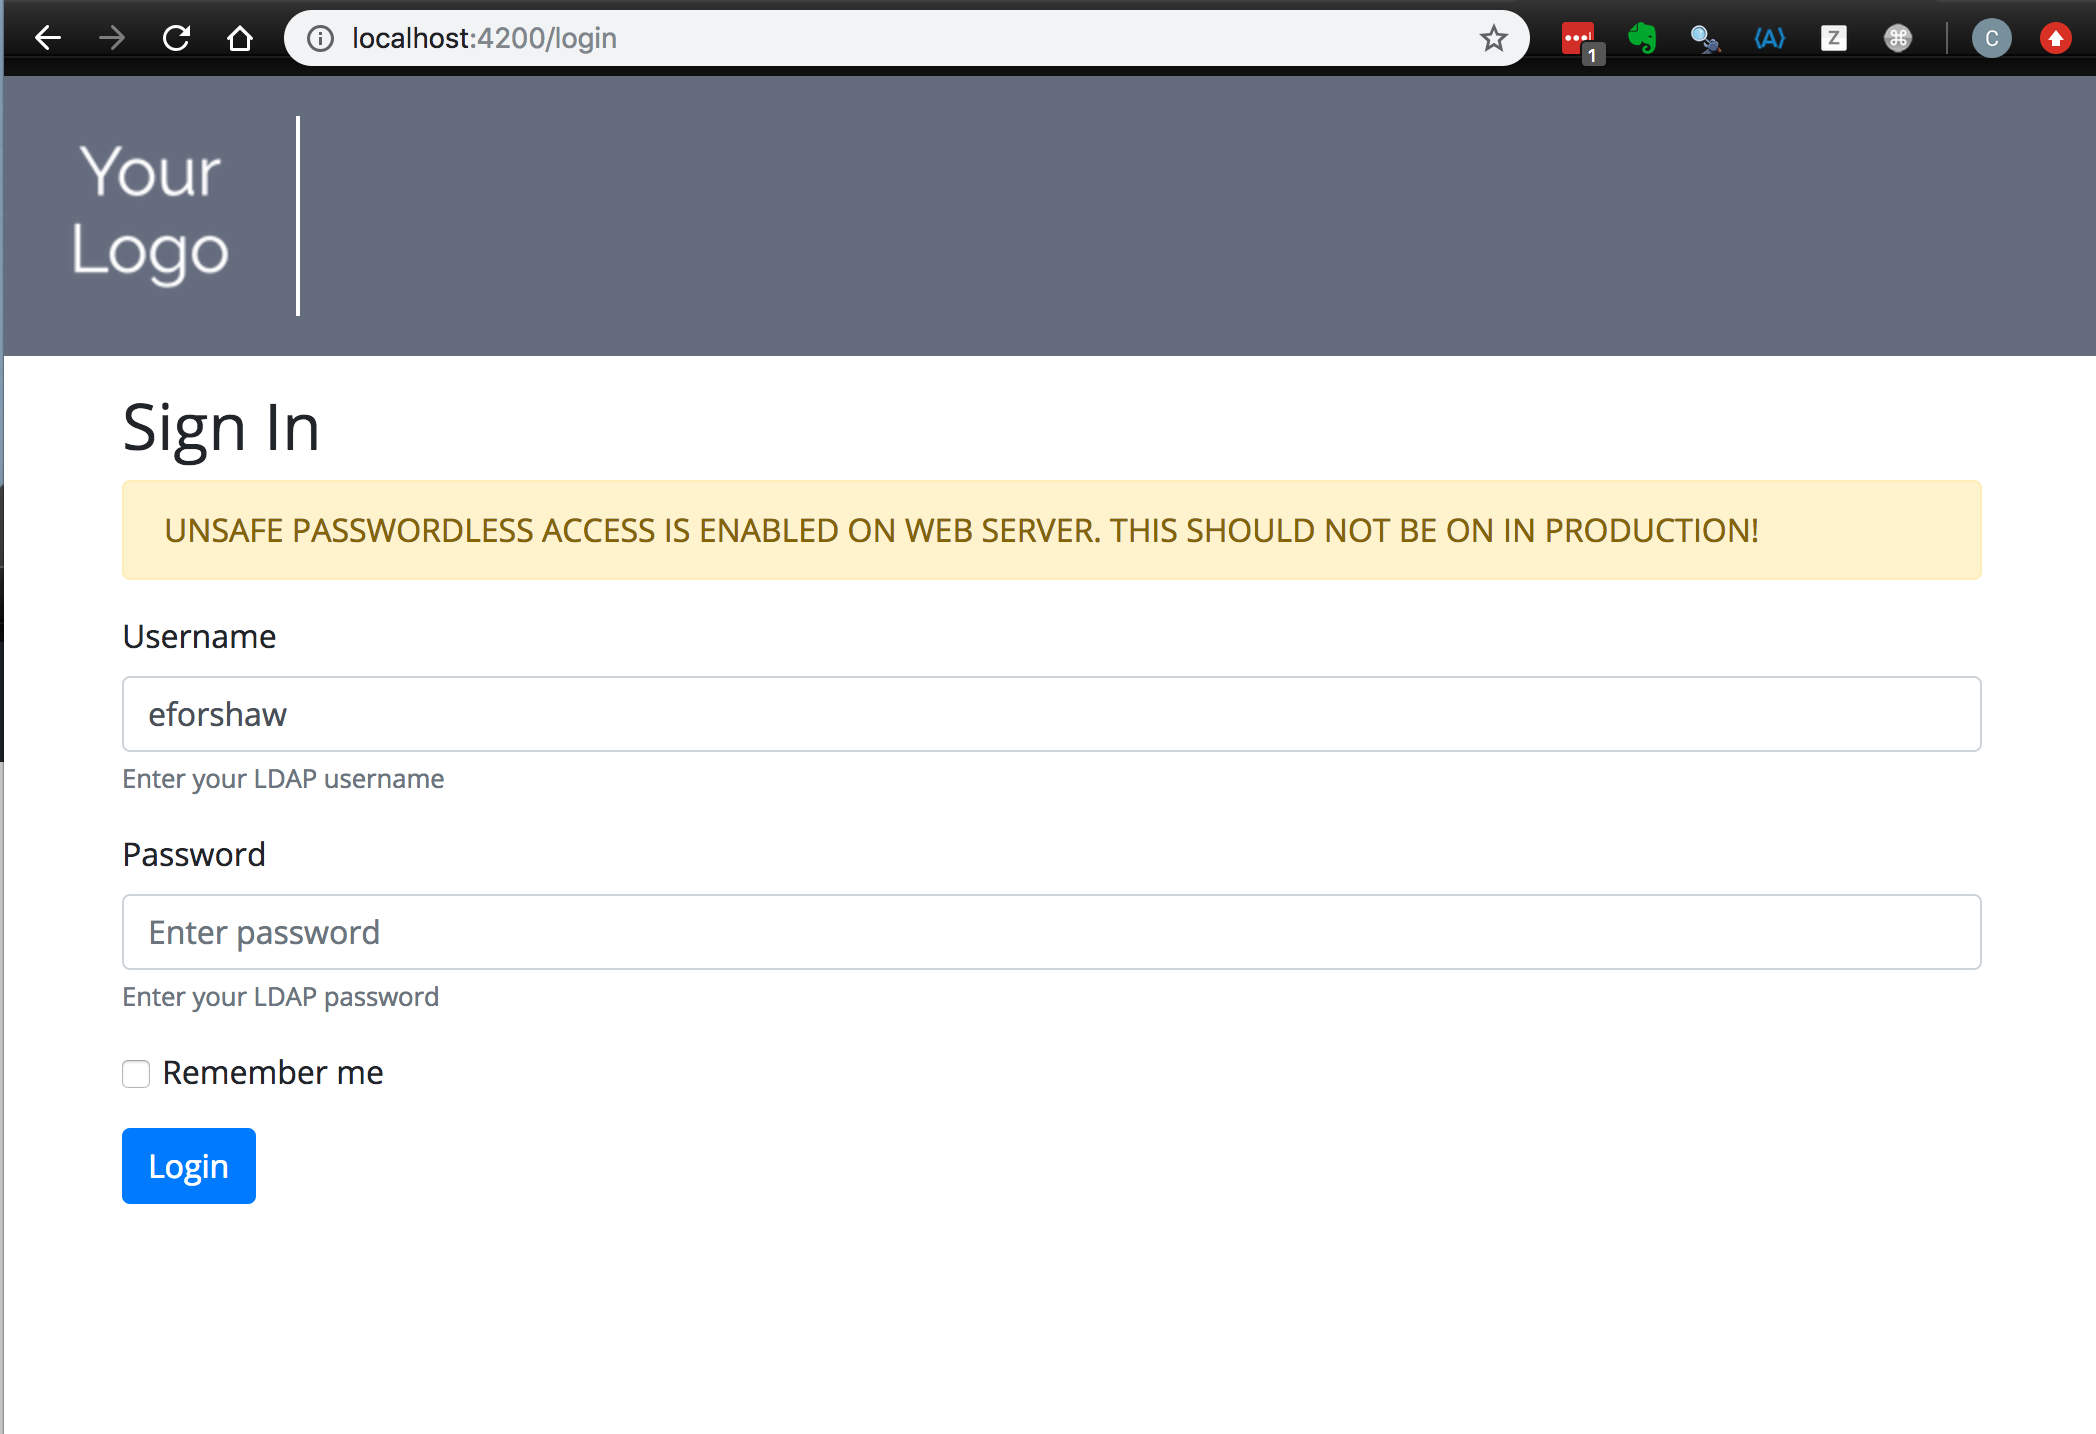 localhost:4200/login
1
Z
C
Your
Logo
Sign In
UNSAFE PASSWORDLESS ACCESS IS ENABLED ON WEB SERVER. THIS SHOULD NOT BE ON IN PRODUCTION!
Username
eforshaw
Enter your LDAP username
Password
Enter password
Enter your LDAP password
Remember me
Login